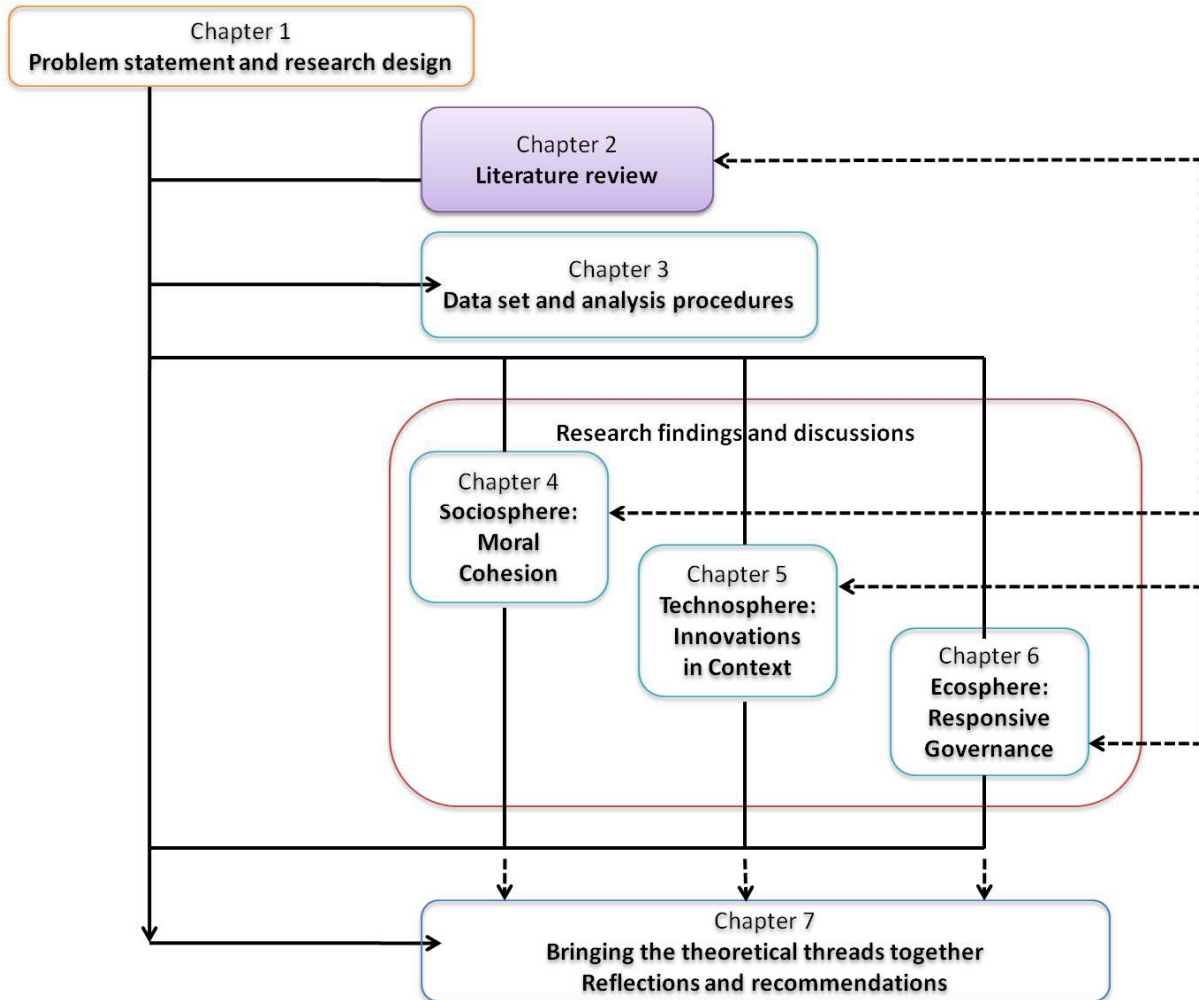 Chapter 1
Problem statement and research design
Chapter 2
Literature review
Chapter 3
Data set and analysis procedures
Research findings and discussions
Chapter 4
Sociosphere:
Moral
Cohesion
Chapter 5
Technosphere:
Innovations
in Context
Chapter 6
Ecosphere:
Responsive
Governance
Chapter 7
Bringing the theoretical threads together
Reflections and recommendations